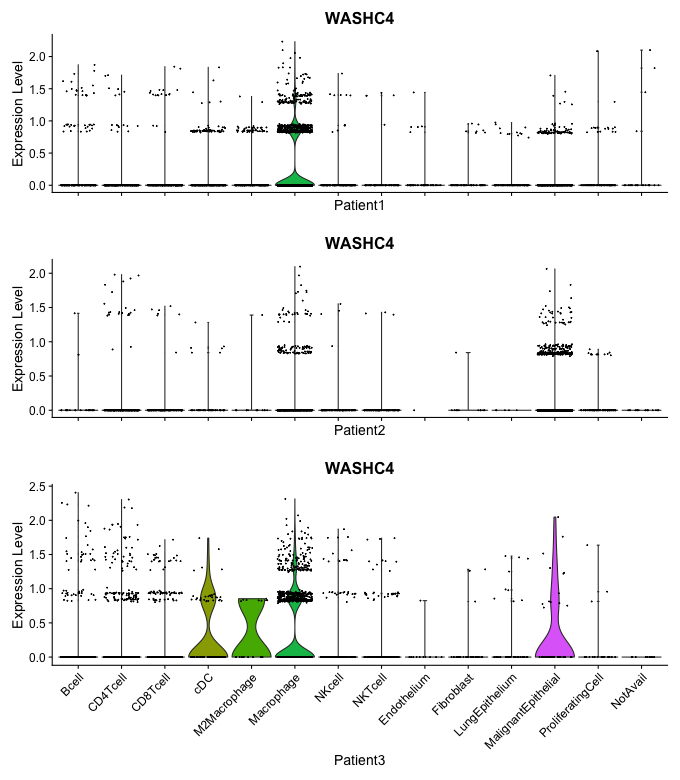 WASHC4
Expression Level
2.0
1.5
1.0
0.5
0.0
Patient1
WASHC4
Expression Level
2.0
1.5
1.0
0.5
0.0
Patient2
WASHC4
Expression Level
2.5
2.0
1.5
1.0
0.5
0.0
Bcell
CD4Tcell
CD8Tcell
cDC
M2Macrophage
Macrophage
NKcell
NKTcell
Endothelium
Fibroblast
LungEpithelium
MalignantEpithelial
ProliferatingCell
NotAvail
Patient3